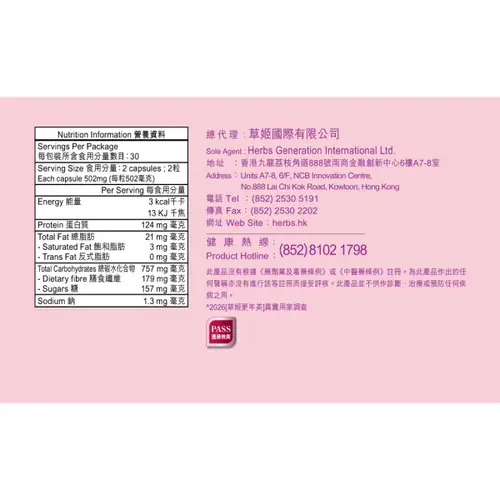 Nutrition Information 營養資料
Servings Per Package
每包裝所含食用分量數目 : 30
Serving Size 食用分量 : 2 capsules ; 2粒
Each capsule 502mg (每粒502毫克)
Per Serving 每食用分量
Energy 能量 3 kcal千卡
13 KJ 千焦
Protein 蛋白質 124 mg 毫克
Total Fat 總脂肪 21 mg 毫克
- Saturated Fat 飽和脂肪 3 mg 毫克
- Trans Fat 反式脂肪 0 mg 毫克
Total Carbohydrates 總碳水化合物 757 mg 毫克
- Dietary fibre 膳食纖維 179 mg 毫克
- Sugars 糖 157 mg 毫克
Sodium 鈉 1.3 mg 毫克
總代理 : 草姬國際有限公司
Sole Agent : Herbs Generation International Ltd.
地址 : 香港九龍荔枝角道888號南商金融創新中心6樓A7-8室
Address : Units A7-8, 6/F, NCB Innovation Centre,
No.888 Lai Chi Kok Road, Kowloon, Hong Kong
電話 Tel : (852) 2530 5191
傳真 Fax : (852) 2530 2202
網址 Web Site : herbs.hk
健康熱線 :
Product Hotline : (852) 8102 1798
此產品沒有根據《藥劑業及毒藥條例》或《中醫藥條例》註冊。為此產品作出的任
何聲稱亦沒有為進行該等註冊而接受評核。此產品並不供作診斷、治療或預防任何疾
病之用。
^2026[草姬更年英]真實用家調查
PASS